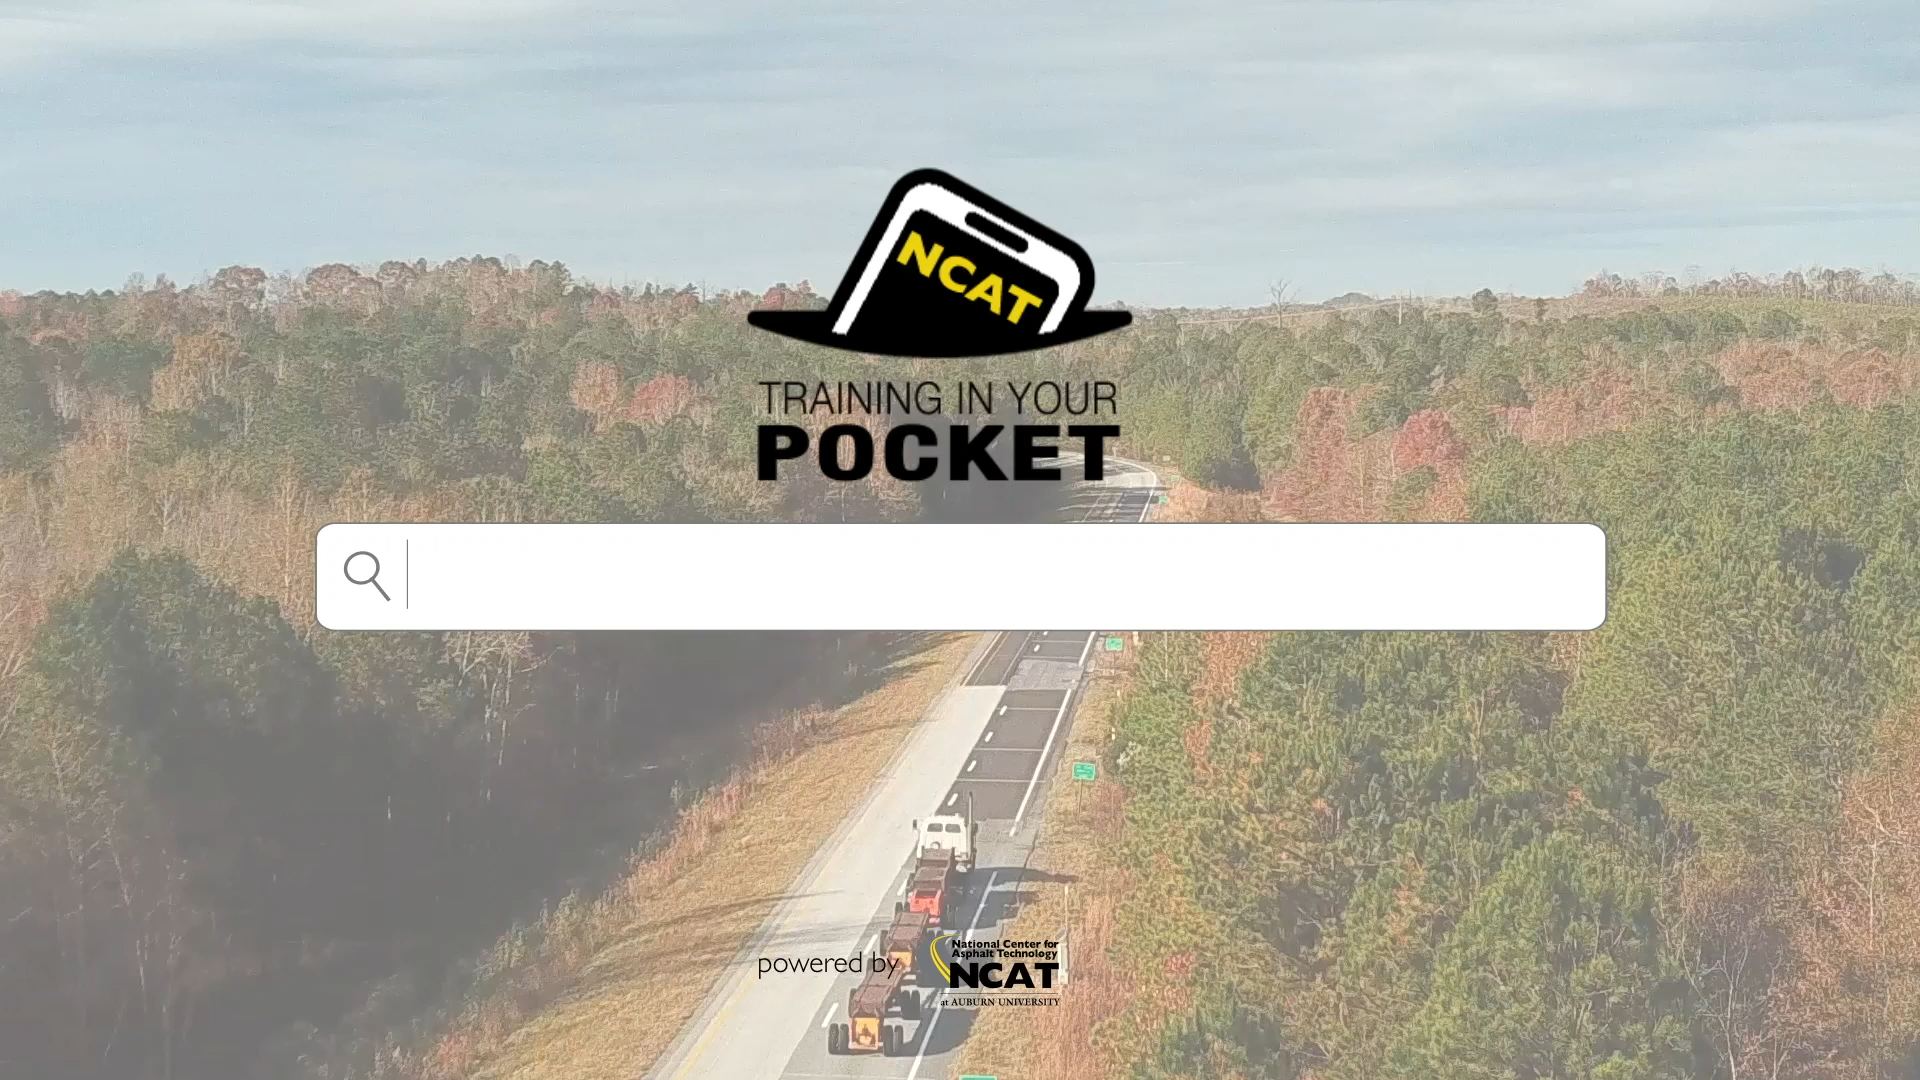 NCAT
TRAINING IN YOUR
POCKET
powered by
National Center for
Asphalt Technology
NCAT
at AUBURN UNIVERSITY